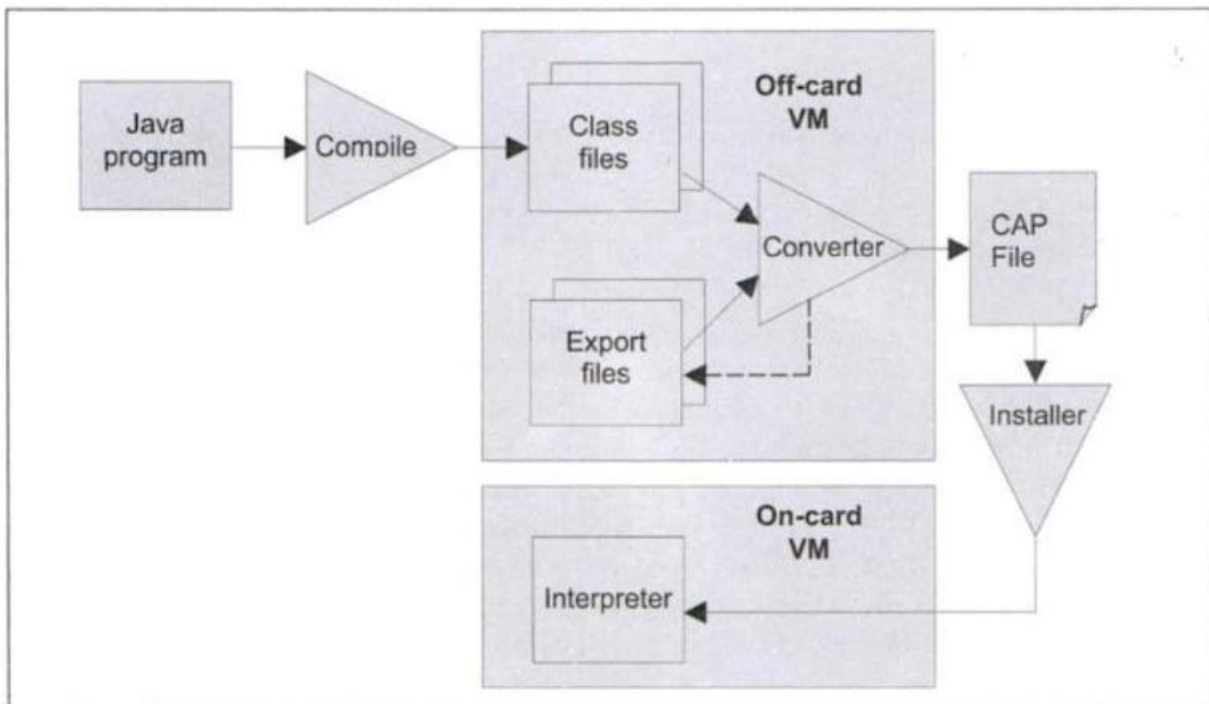 Java
program
Compile
Class
files
Off-card
VM
Converter
CAP
File
Export
files
Installer
On-card
VM
Interpreter